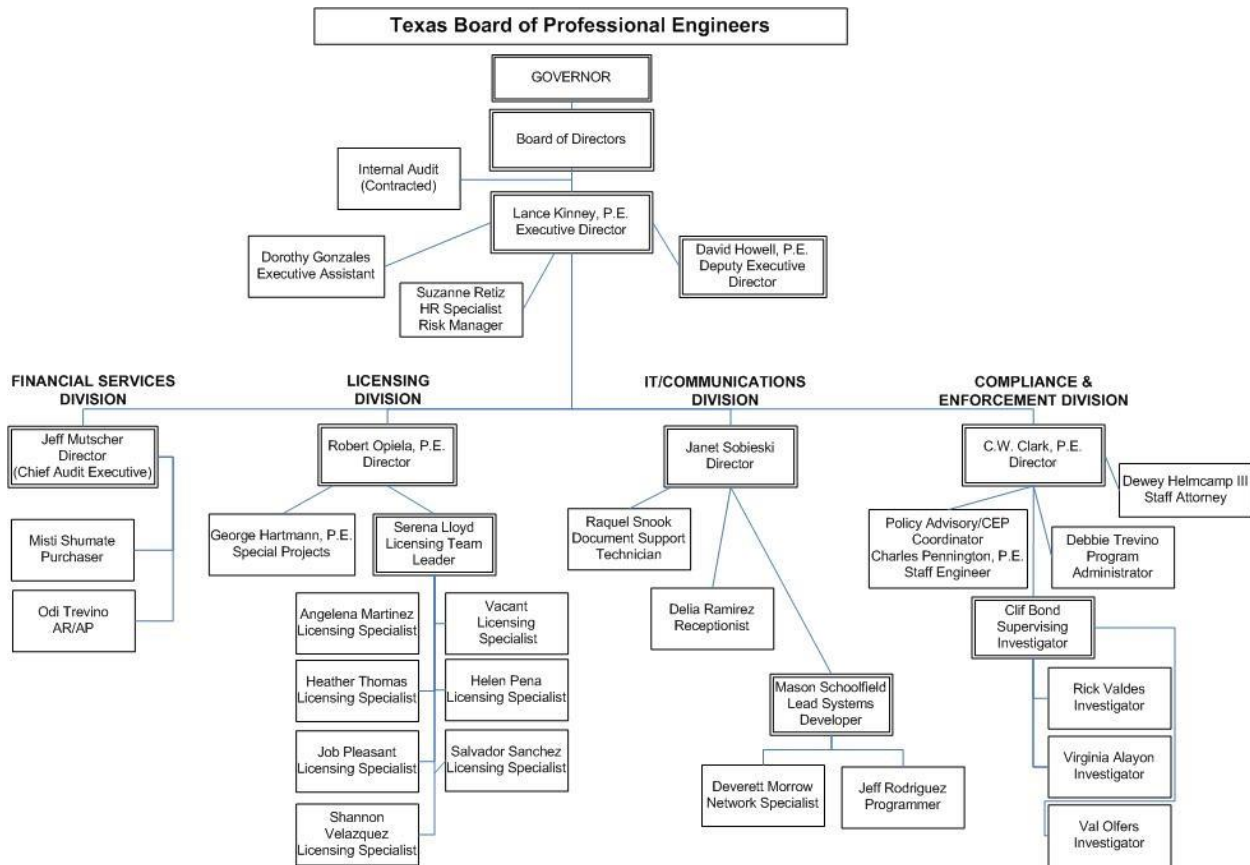 Texas Board of Professional Engineers
GOVERNOR
Board of Directors
Internal Audit
(Contracted)
Lance Kinney, P.E.
Executive Director
Dorothy Gonzales
Executive Assistant
David Howell, P.E.
Deputy Executive
Director
Suzanne Retiz
HR Specialist
Risk Manager
FINANCIAL SERVICES
DIVISION
LICENSING
DIVISION
IT/COMMUNICATIONS
DIVISION
COMPLIANCE &
ENFORCEMENT DIVISION
Jeff Mutscher
Director
(Chief Audit Executive)
Misti Shumate
Purchaser
Odi Trevino
AR/AP
Robert Opiela, P.E.
Director
George Hartmann, P.E.
Special Projects
Serena Lloyd
Licensing Team
Leader
Angelena Martinez
Licensing Specialist
Vacant
Licensing
Specialist
Heather Thomas
Licensing Specialist
Helen Pena
Licensing Specialist
Job Pleasant
Licensing Specialist
Salvador Sanchez
Licensing Specialist
Shannon
Velazquez
Licensing Specialist
Janet Sobieski
Director
Raquel Snook
Document Support
Technician
Delia Ramirez
Receptionist
Mason Schoolfield
Lead Systems
Developer
Deverett Morrow
Network Specialist
Jeff Rodriguez
Programmer
C.W. Clark, P.E.
Director
Dewey Helmcamp III
Staff Attorney
Policy Advisory/CEP
Coordinator
Charles Pennington, P.E.
Staff Engineer
Debbie Trevino
Program
Administrator
Clif Bond
Supervising
Investigator
Rick Valdes
Investigator
Virginia Alayon
Investigator
Val Olfers
Investigator